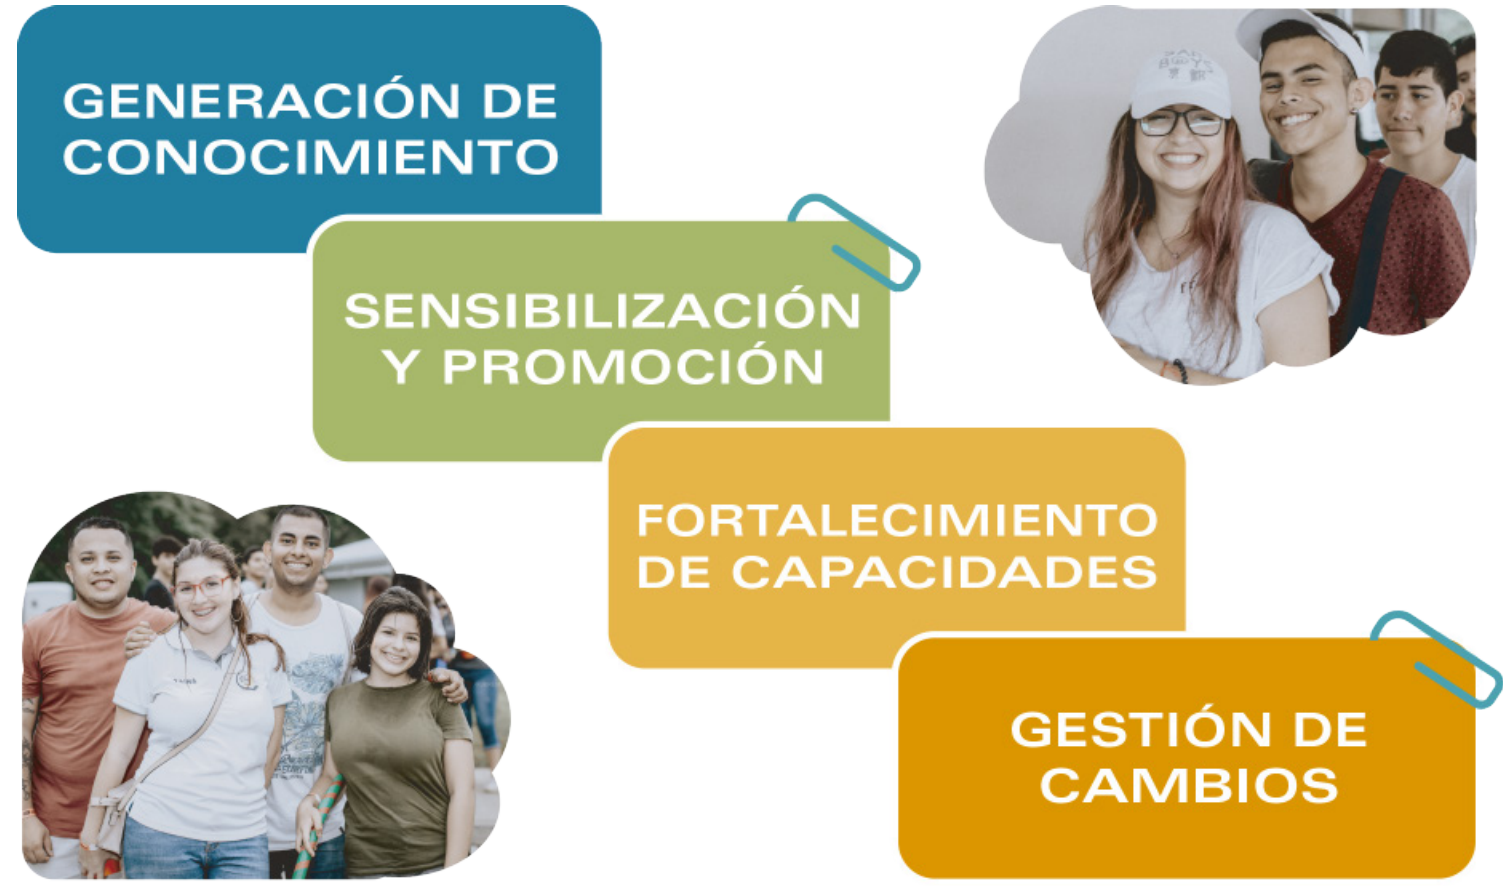 GENERACIÓN DE
CONOCIMIENTO
SENSIBILIZACIÓN
Y PROMOCIÓN
FORTALECIMIENTO
DE CAPACIDADES
GESTIÓN DE
CAMBIOS